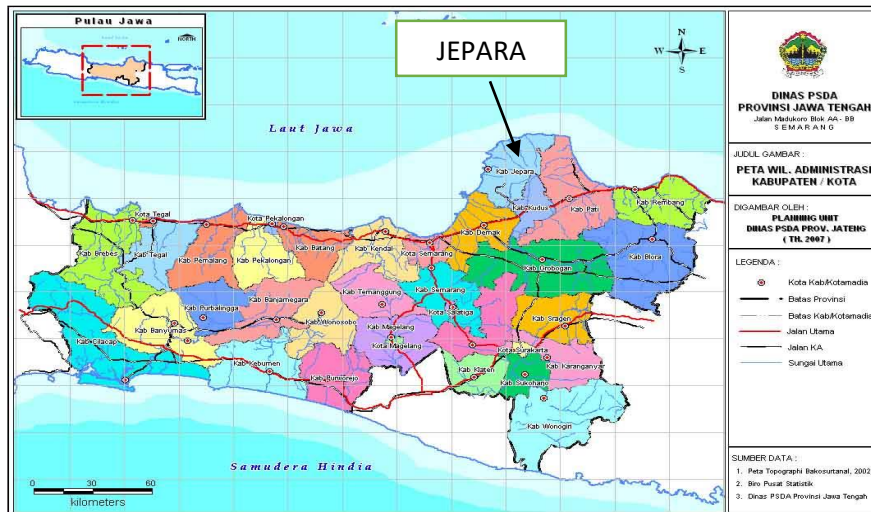 Pulau Jawa
NORTH
JEPARA
W
N
E
S
Laut Jawa
Kab Jepara
Kab Kudus
Kab Pati
Kab Rembang
Kota Tegal
Kota Pekalongan
Kab Demak
Kab Brebes
Kab Tegal
Kab Pemalang
Kab Pekalongan
Kab Batang
Kab Kendal
Kota Semarang
Kab Grobogan
Kab Blora
Kab Purbalingga
Kab Banjarnegara
Kab Temanggung
Kab Semarang
Kab Banyumas
Kab Wonosobo
Kab Magelang
Kota Salatiga
Kab Sragen
Kab Cilacap
Kota Magelang
Kota Surakarta
Kab Kebumen
Kab Purworejo
Kab Klaten
Kab Sukoharjo
Kab Karanganyar
Kab Wonogiri
Samudera Hindia
0
30
60
90
kilometers
DINAS PSDA
PROVINSI JAWA TENGAH
Jalan Madukoro Blok AA - BB
SEMARANG
JUDUL GAMBAR :
PETA WIL. ADMINISTRASI
KABUPATEN / KOTA
DIGAMBAR OLEH :
PLANNING UNIT
DINAS PSDA PROV. JATENG
( TH. 2007 )
LEGENDA :
Kota Kab/Kotamadia
Batas Provinsi
Batas Kab/Kotamadia
Jalan Utama
Jalan KA
Sungai Utama
SUMBER DATA :
1. Peta Topographi Bakosurtanal, 2002
2. Biro Pusat Statistik
3. Dinas PSDA Provinsi Jawa Tengah